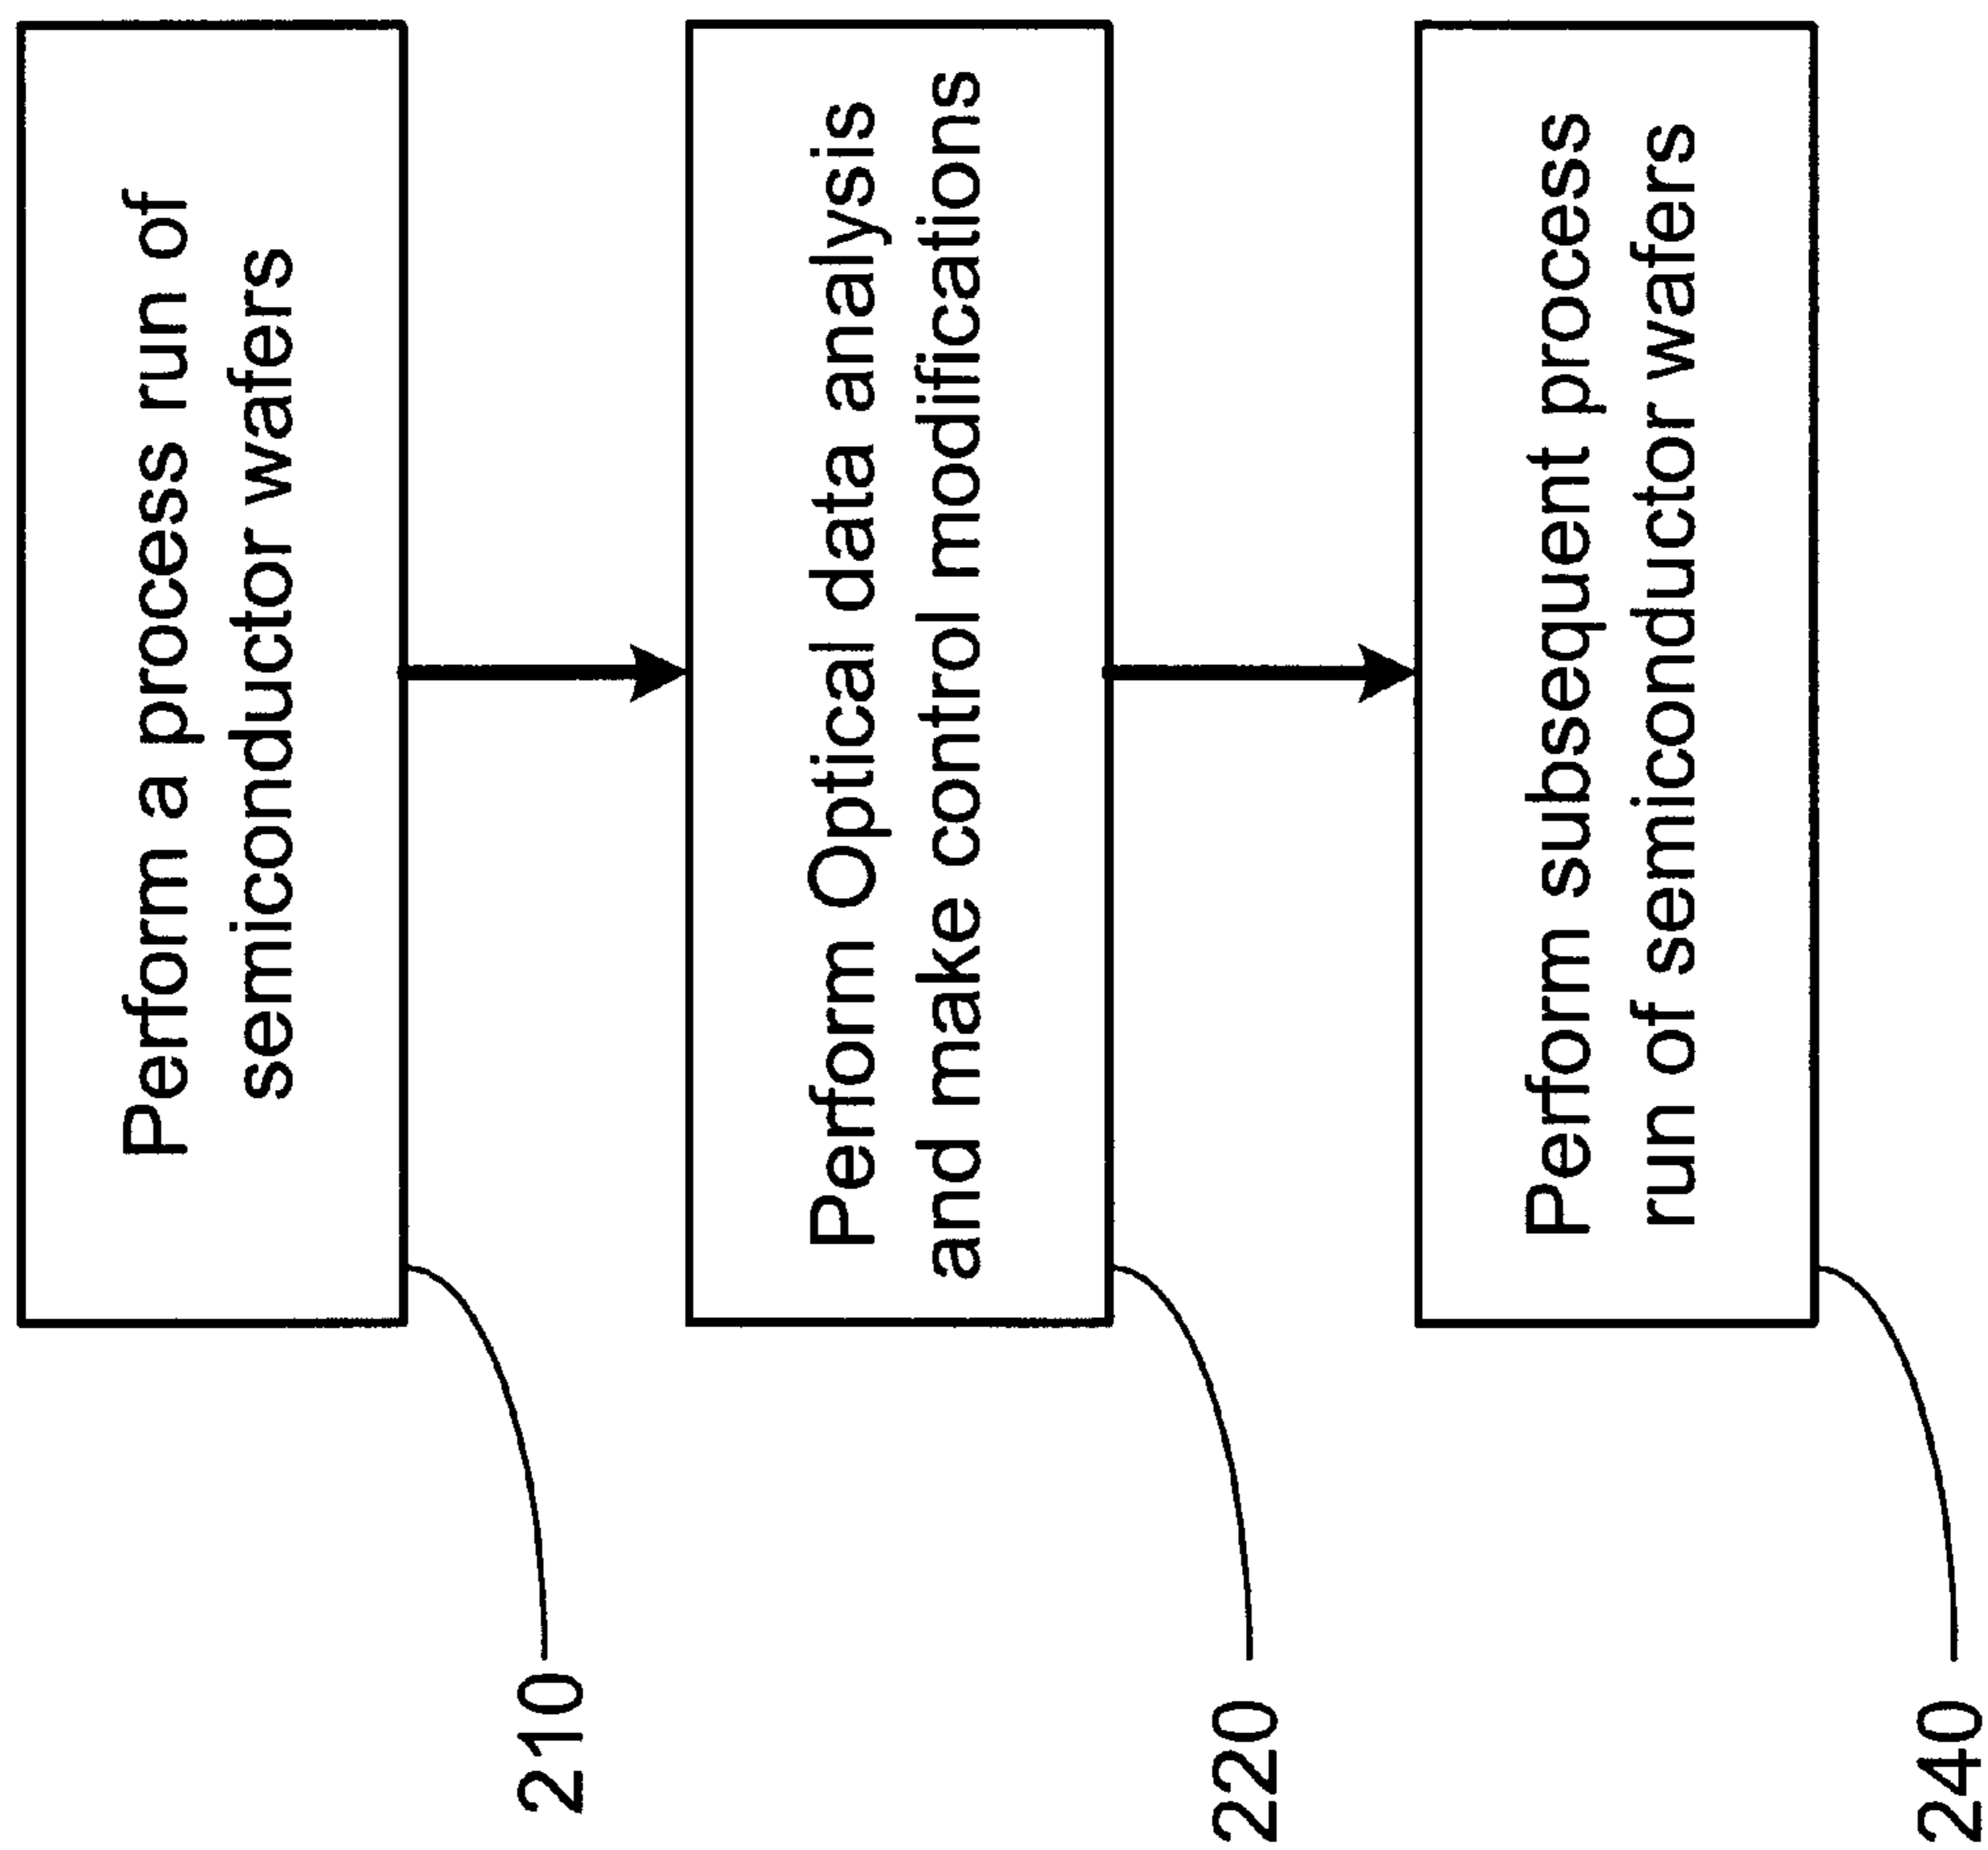 Perform a process run of
semiconductor wafers
210
Perform Optical data analysis
and make control modifications
220
Perform subsequent process
run of semiconductor wafers
240